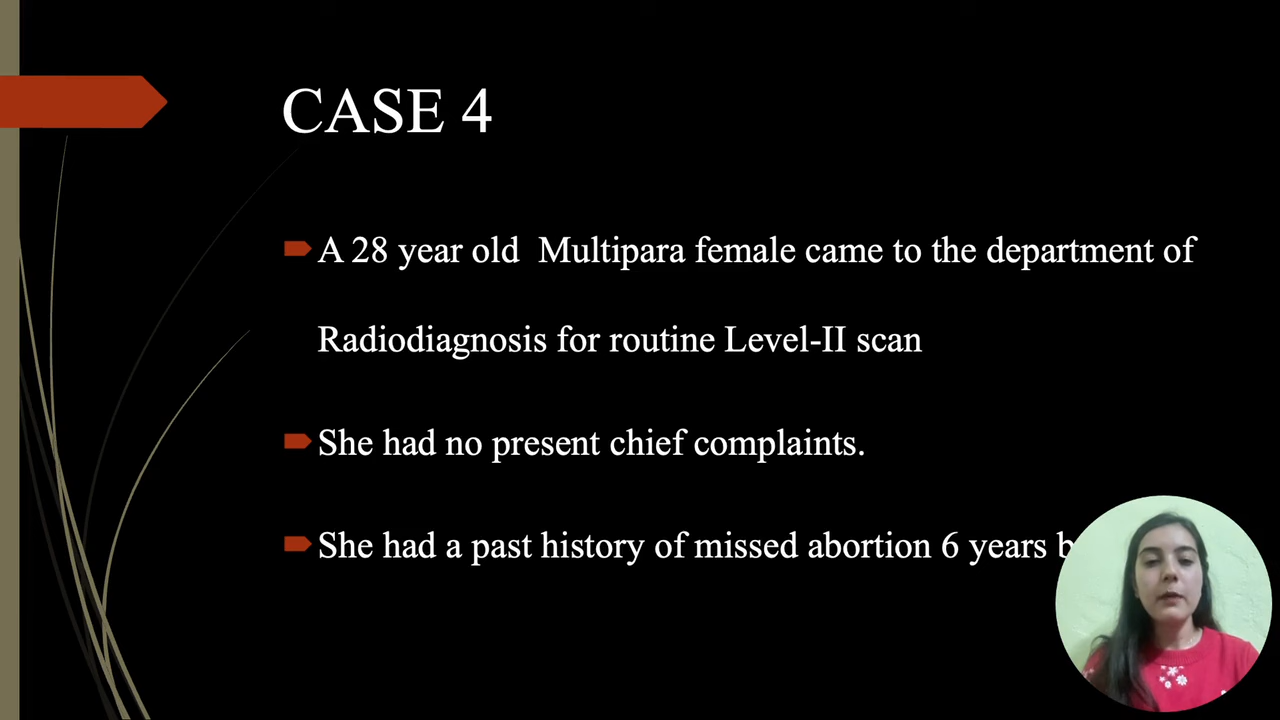 CASE 4
A 28 year old Multipara female came to the department of
Radiodiagnosis for routine Level-II scan
She had no present chief complaints.
She had a past history of missed abortion 6 years